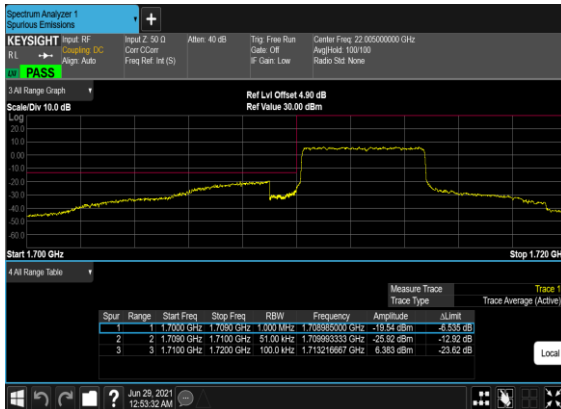 Spectrum Analyzer 1
Spurious Emissions
+
KEYSIGHT Input: RF Input Z: 50 Ω Atten: 40 dB Trig: Free Run Center Freq: 22.005000000 GHz
RL Coupling: DC Corr CCorr Gate: Off Avg|Hold: 100/100
Align: Auto Freq Ref: Int (S) IF Gain: Low Radio Std: None
PASS
3 All Range Graph Ref Lvl Offset 4.90 dB
Scale/Div 10.0 dB Ref Value 30.00 dBm
Log
20.0
10.0
0.00
-10.0
-20.0
-30.0
-40.0
-50.0
-60.0
Start 1.700 GHz Stop 1.720 GH
4 All Range Table
Measure Trace Trace 1
Trace Type Trace Average (Active)
Spur Range Start Freq Stop Freq RBW Frequency Amplitude ΔLimit
1 1 1.7000 GHz 1.7090 GHz 1.000 MHz 1.708985000 GHz -19.54 dBm -6.535 dB
2 2 1.7090 GHz 1.7100 GHz 51.00 kHz 1.709993333 GHz -25.92 dBm -12.92 dB
3 3 1.7100 GHz 1.7200 GHz 100.0 kHz 1.713216667 GHz 6.383 dBm -23.62 dB
Local
? Jun 29, 2021
12:53:32 AM